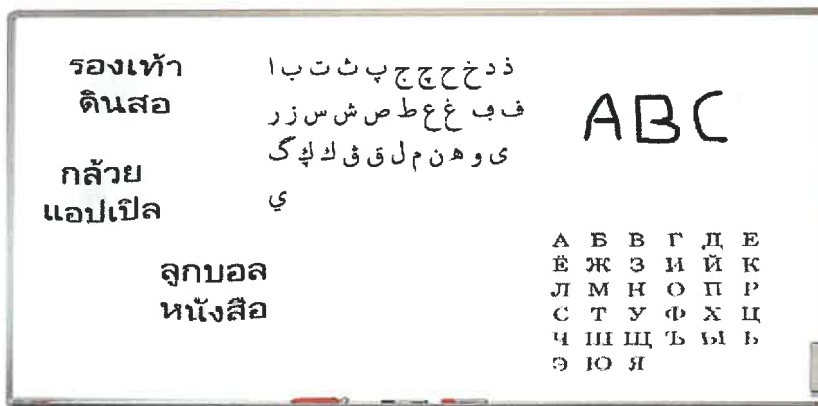 รองเท้า
ดินสอ
กล้วย
แอปเปิล
ลูกบอล
หนังสือ
ذ د خ ح چ ج پ ث ت ب ا
ف ڢ غ ع ط ص ش س ز ر
ى و ه ن م ل ق ڨ ك ڮ گ
ي
ABC
А Б В Г Д Е
Ё Ж З И Й К
Л М Н О П Р
С Т У Ф Х Ц
Ч Ш Щ Ъ Ы Ь
Э Ю Я